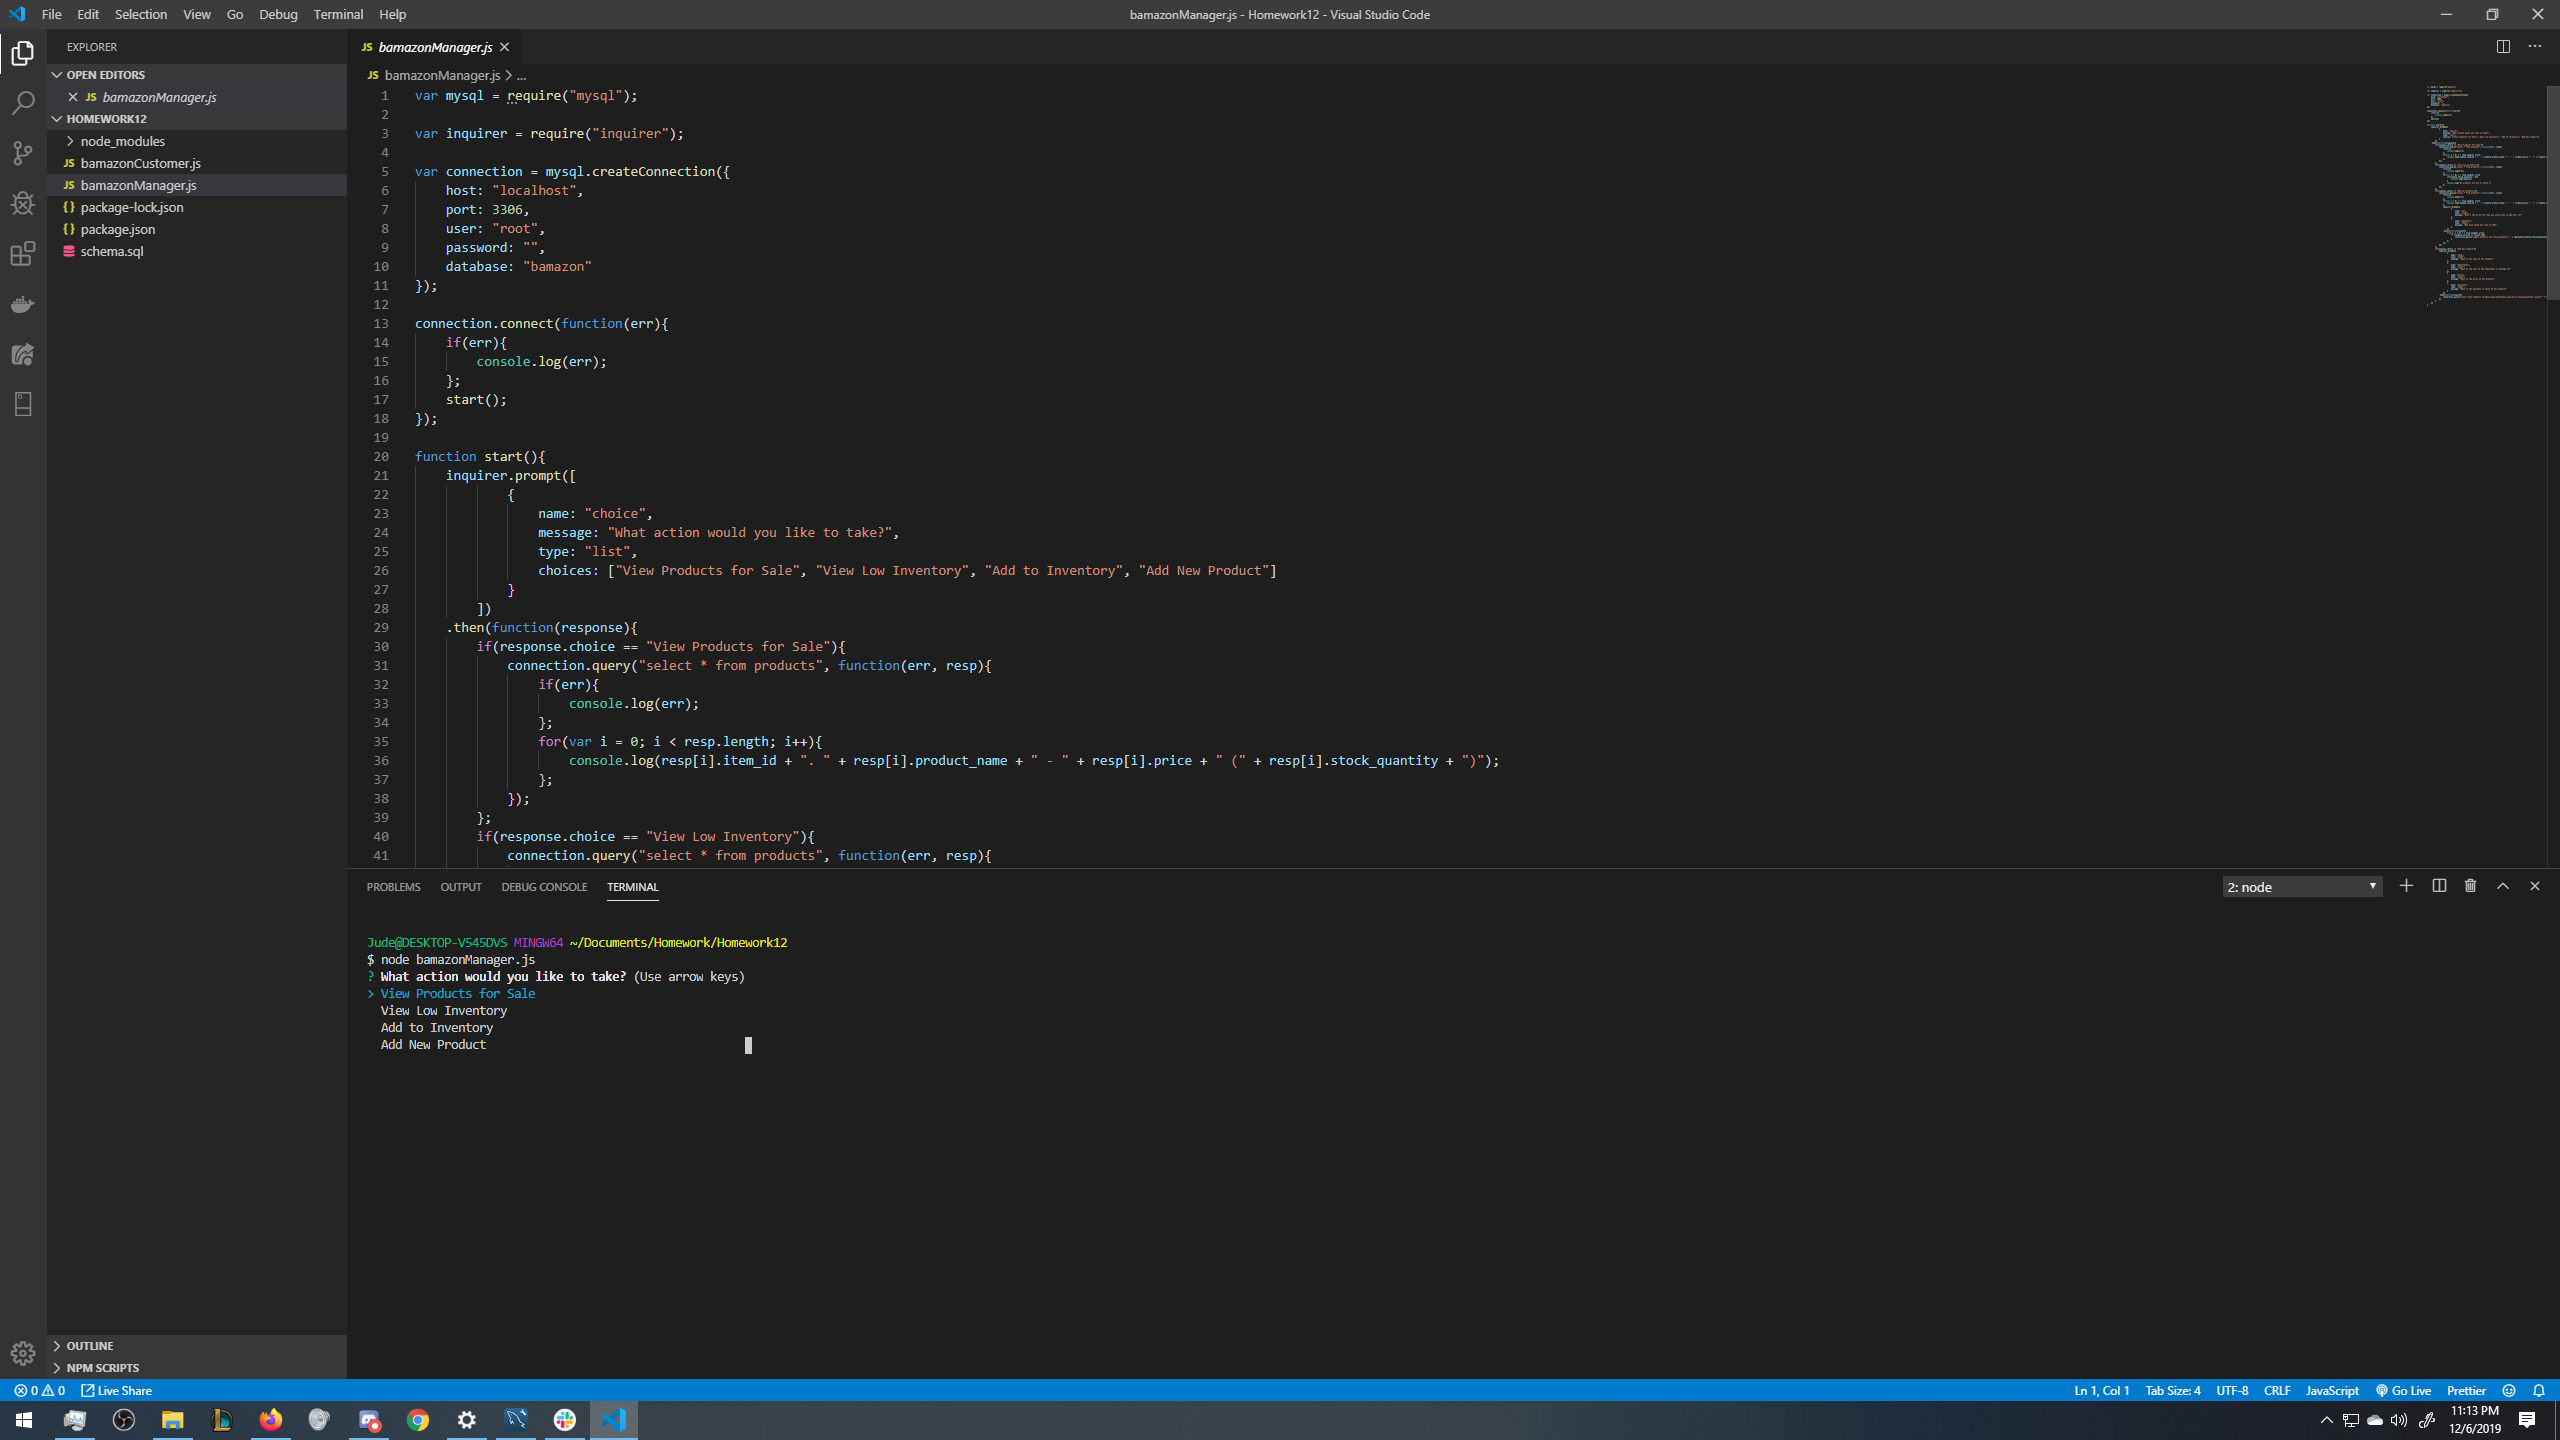 File Edit Selection View Go Debug Terminal Help
bamazonManager.js - Homework12 - Visual Studio Code
EXPLORER
OPEN EDITORS
JS bamazonManager.js
HOMEWORK12
node_modules
JS bamazonCustomer.js
JS bamazonManager.js
{} package-lock.json
{} package.json
schema.sql
OUTLINE
NPM SCRIPTS
JS bamazonManager.js
JS bamazonManager.js > ...
1 var mysql = require("mysql");
2
3 var inquirer = require("inquirer");
4
5 var connection = mysql.createConnection({
6 host: "localhost",
7 port: 3306,
8 user: "root",
9 password: "",
10 database: "bamazon"
11 });
12
13 connection.connect(function(err){
14 if(err){
15 console.log(err);
16 };
17 start();
18 });
19
20 function start(){
21 inquirer.prompt([
22 {
23 name: "choice",
24 message: "What action would you like to take?",
25 type: "list",
26 choices: ["View Products for Sale", "View Low Inventory", "Add to Inventory", "Add New Product"]
27 }
28 ])
29 .then(function(response){
30 if(response.choice == "View Products for Sale"){
31 connection.query("select * from products", function(err, resp){
32 if(err){
33 console.log(err);
34 };
35 for(var i = 0; i < resp.length; i++){
36 console.log(resp[i].item_id + ". " + resp[i].product_name + " - " + resp[i].price + " (" + resp[i].stock_quantity + ")");
37 };
38 });
39 };
40 if(response.choice == "View Low Inventory"){
41 connection.query("select * from products", function(err, resp){
PROBLEMS OUTPUT DEBUG CONSOLE TERMINAL
2: node
Jude@DESKTOP-V545DVS MINGW64 ~/Documents/Homework/Homework12
$ node bamazonManager.js
? What action would you like to take? (Use arrow keys)
> View Products for Sale
View Low Inventory
Add to Inventory
Add New Product
0 0 Live Share
Ln 1, Col 1 Tab Size: 4 UTF-8 CRLF JavaScript Go Live Prettier
11:13 PM
12/6/2019